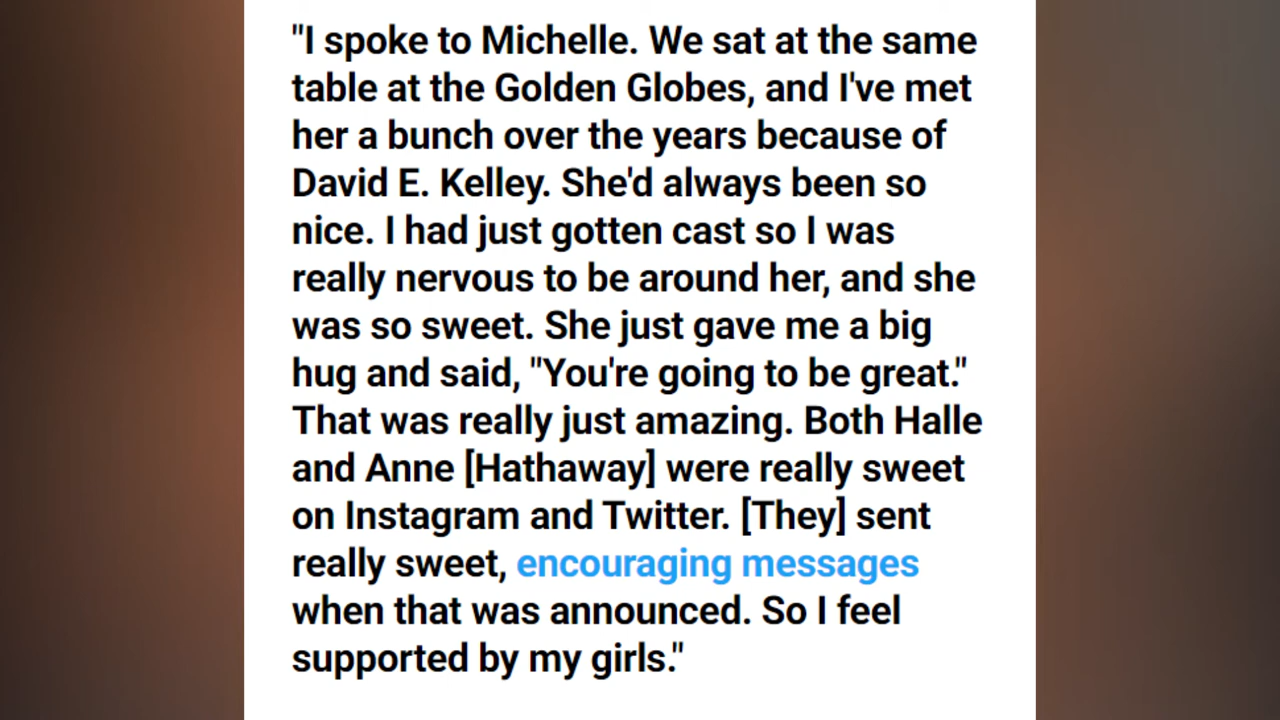 "I spoke to Michelle. We sat at the same
table at the Golden Globes, and I've met
her a bunch over the years because of
David E. Kelley. She'd always been so
nice. I had just gotten cast so I was
really nervous to be around her, and she
was so sweet. She just gave me a big
hug and said, "You're going to be great."
That was really just amazing. Both Halle
and Anne [Hathaway] were really sweet
on Instagram and Twitter. [They] sent
really sweet, encouraging messages
when that was announced. So I feel
supported by my girls."